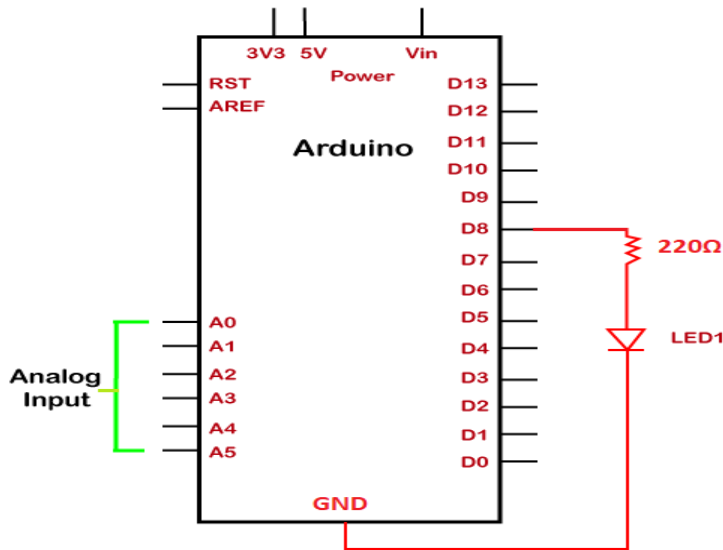 3V3 5V Vin
Power
RST
AREF
Arduino
D13
D12
D11
D10
D9
D8
D7
D6
D5
D4
D3
D2
D1
D0
220Ω
LED1
A0
A1
A2
A3
A4
A5
Analog
Input
GND